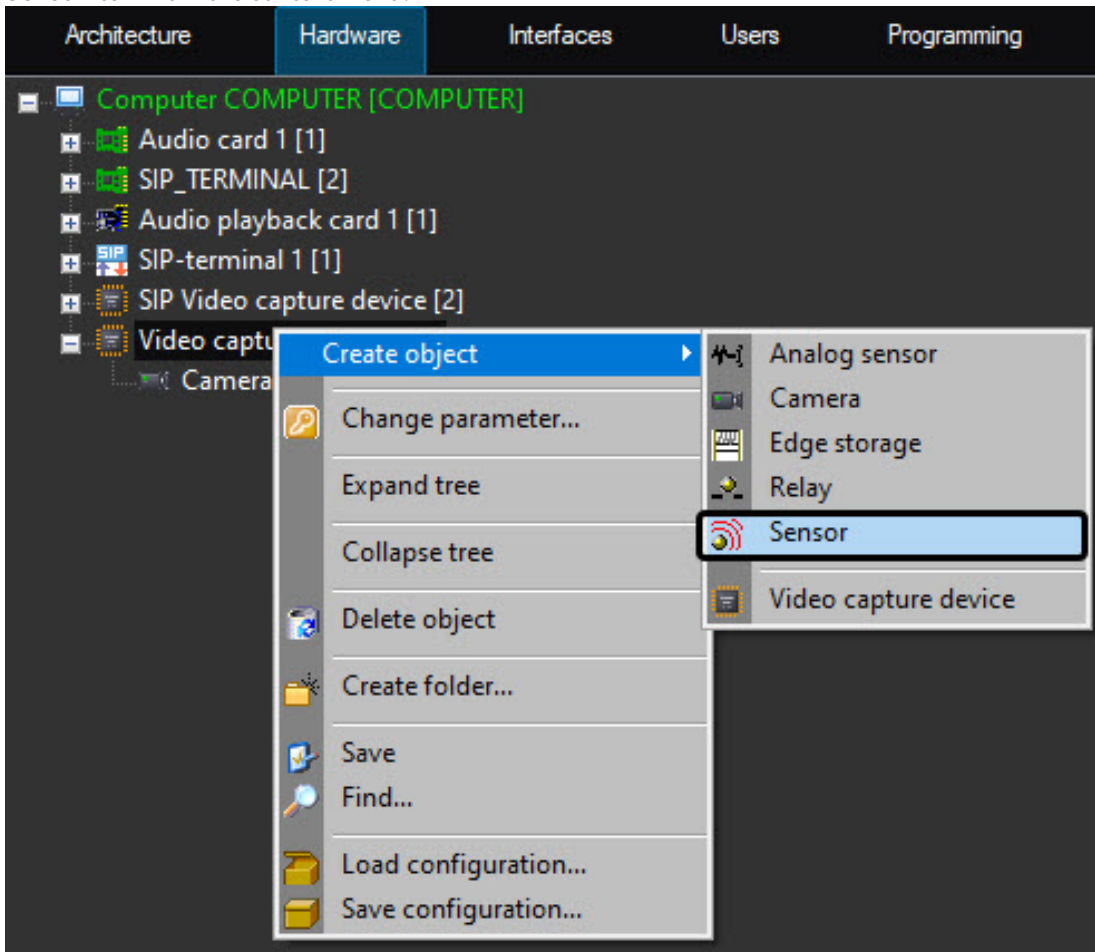 Architecture Hardware Interfaces Users Programming
Computer COMPUTER [COMPUTER]
Audio card 1 [1]
SIP_TERMINAL [2]
Audio playback card 1 [1]
SIP
SIP-terminal 1 [1]
SIP Video capture device [2]
Video captu
Camera
Create object
Change parameter...
Expand tree
Collapse tree
Delete object
Create folder...
Save
Find...
Load configuration...
Save configuration...
Analog sensor
Camera
Edge storage
Relay
Sensor
Video capture device